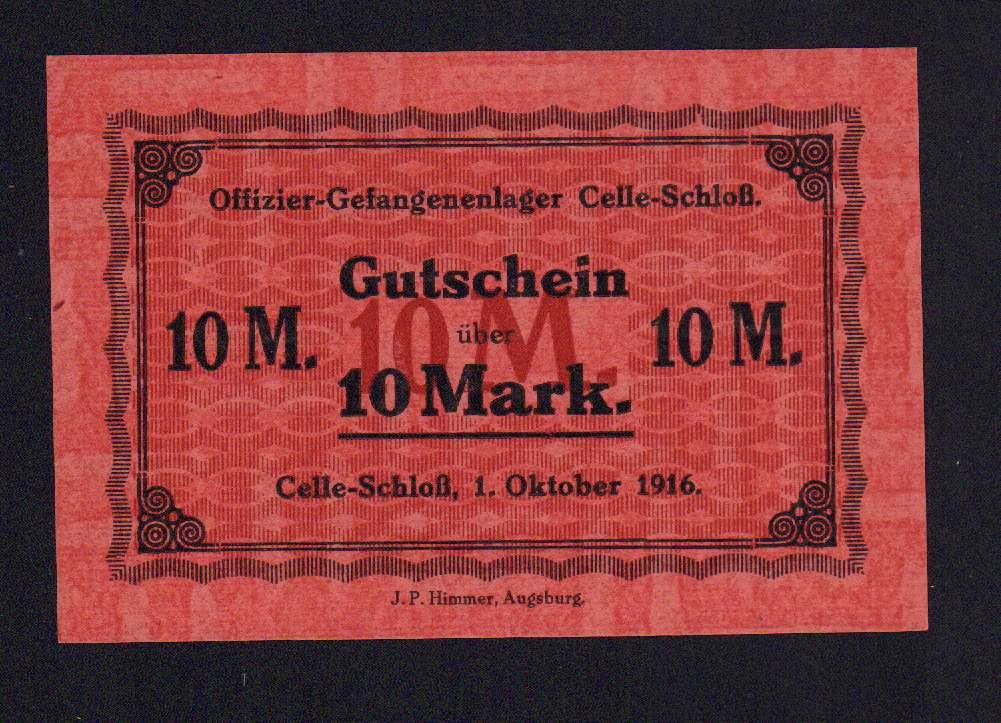 Offizier-Gefangenenlager Celle-Schloß.
Gutschein
10 M. 10 M. 10 M.
über
10 Mark.
Celle-Schloß, 1. Oktober 1916.
J. P. Himmer, Augsburg.